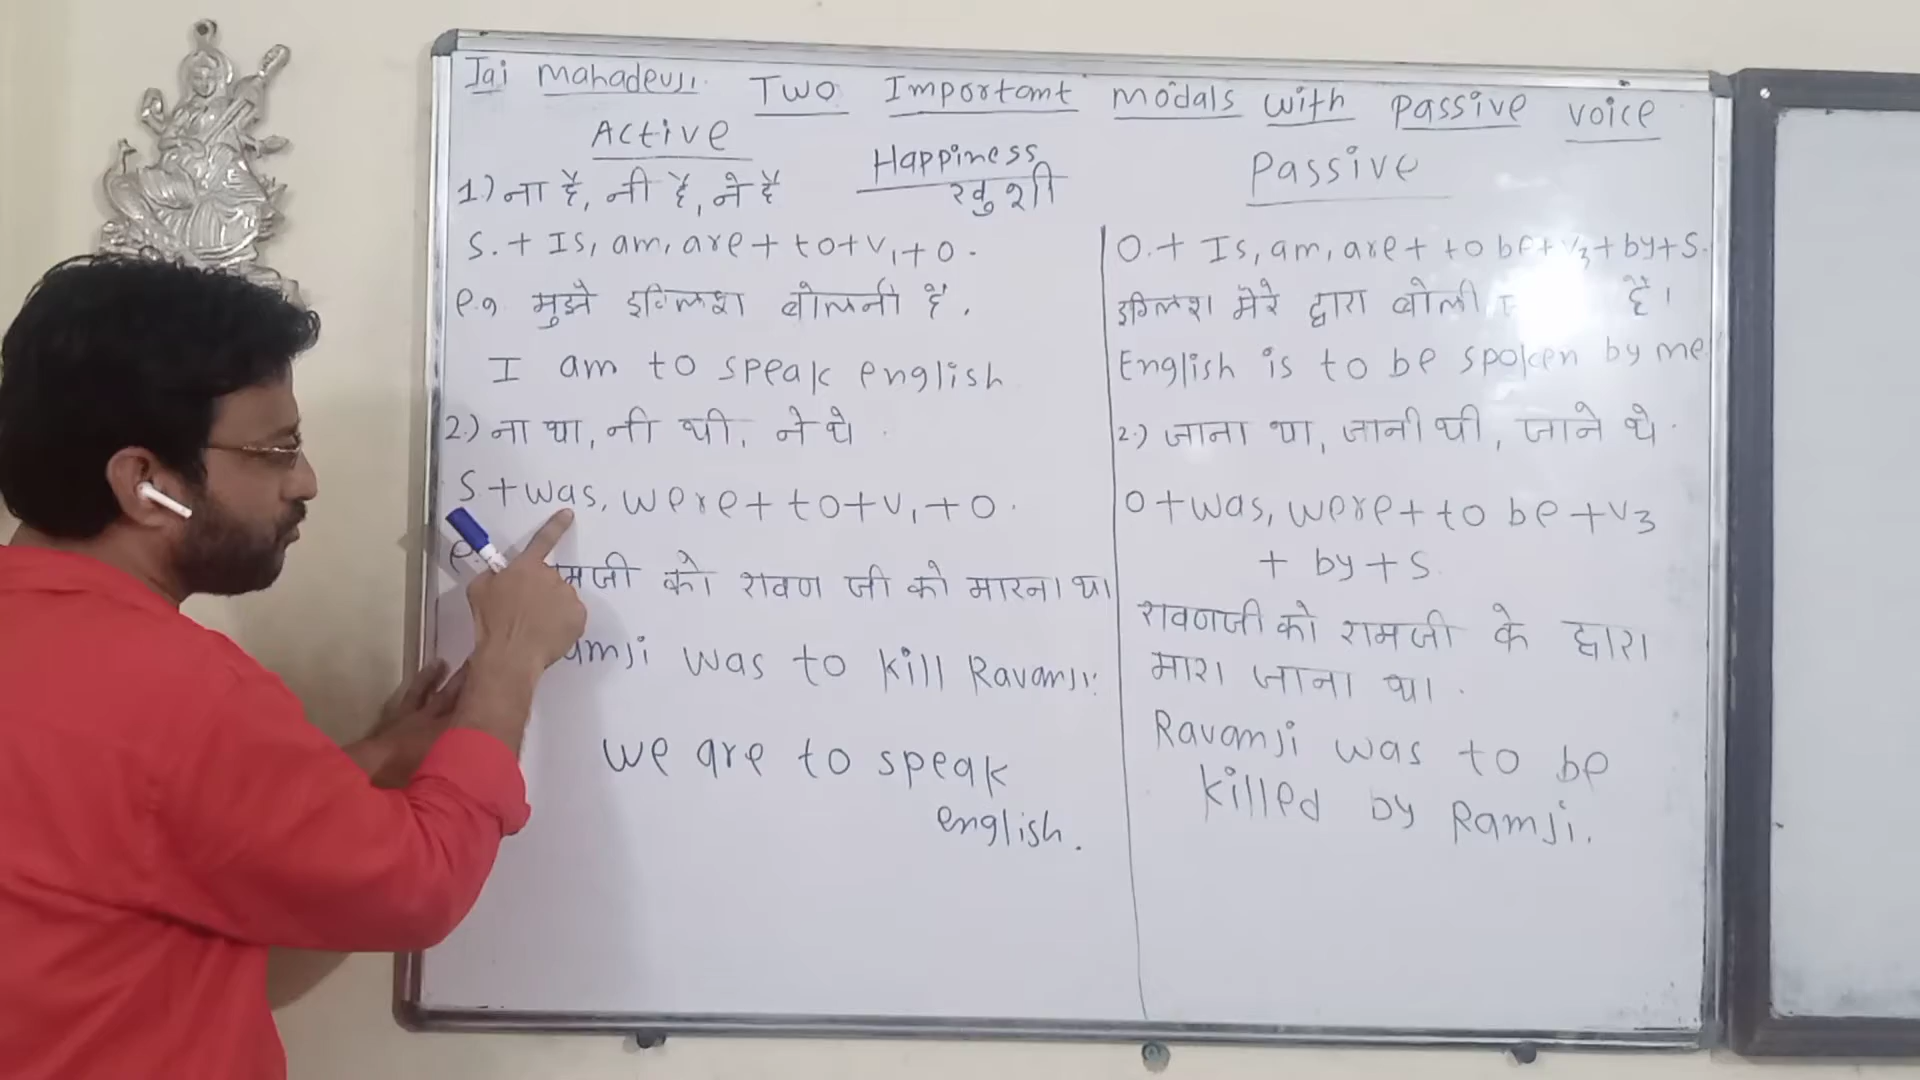 Jai Mahadevji. Two Important modals with Passive voice
Active
Happiness
खुशी
1.) ना है, नी है, ने है
S. + Is, am, are + to + V1 + O.
e.g. मुझे इंग्लिश बोलनी है.
I am to speak english
2.) ना था, नी थी, ने थे
S + was, were + to + V1 + O.
को रावण जी को मारना था।
was to kill Ravanji.
we are to speak
english.
Passive
O. + Is, am, are + to be + V3 + by + S.
इंग्लिश मेरे द्वारा बोली है।
English is to be spoken by me
2.) जाना था, जानी थी, जाने थे
O + was, were + to be + V3
+ by + S
रावणजी को रामजी के द्वारा
मारा जाना था।
Ravanji was to be
killed by Ramji.